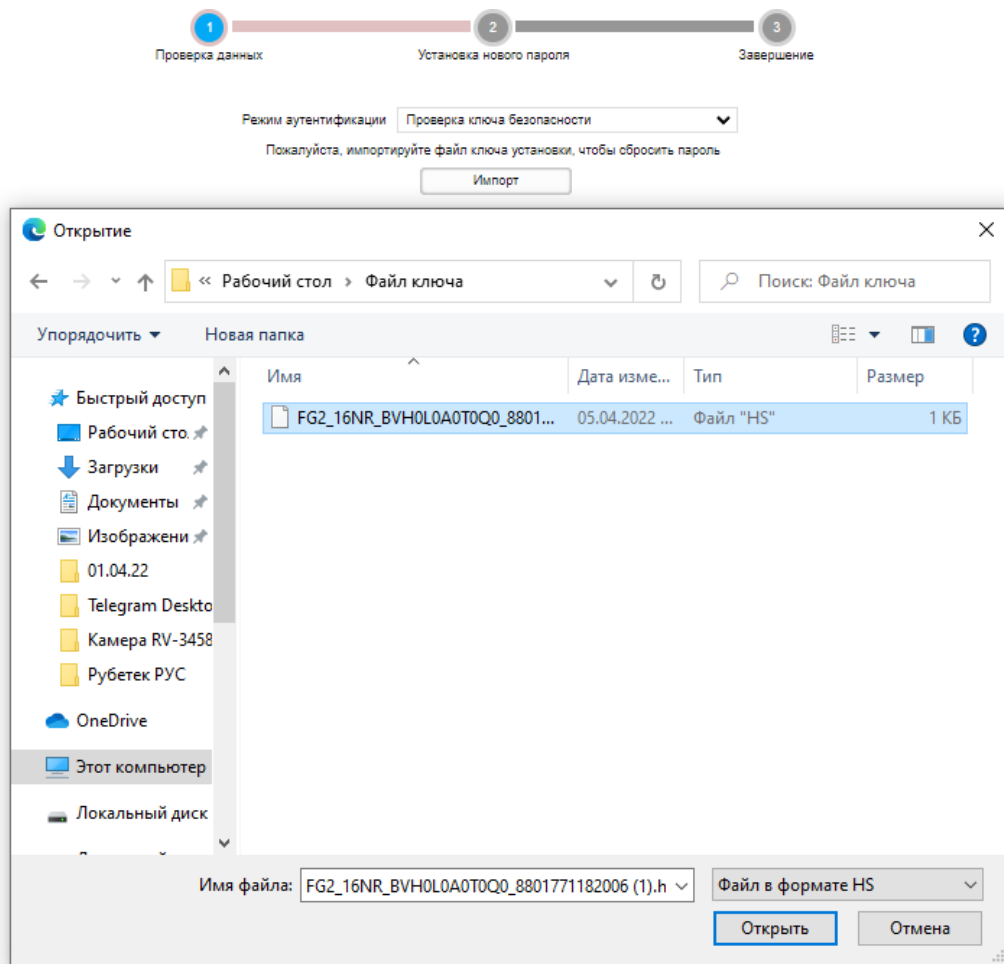 1 2 3
Проверка данных Установка нового пароля Завершение
Режим аутентификации Проверка ключа безопасности
Пожалуйста, импортируйте файл ключа установки, чтобы сбросить пароль
Импорт
Открытие
« Рабочий стол › Файл ключа Поиск: Файл ключа
Упорядочить Новая папка
Имя Дата изме... Тип Размер
FG2_16NR_BVH0L0A0T0Q0_8801... 05.04.2022 ... Файл "HS" 1 КБ
Быстрый доступ
Рабочий сто.
Загрузки
Документы
Изображени
01.04.22
Telegram Deskto
Камера RV-3458
Рубетек РУС
OneDrive
Этот компьютер
Локальный диск
Имя файла: FG2_16NR_BVH0L0A0T0Q0_8801771182006 (1).h Файл в формате HS
Открыть Отмена